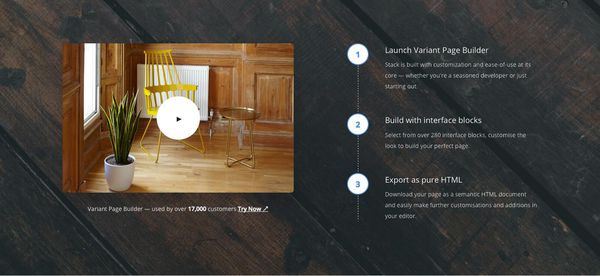 1
Launch Variant Page Builder
Stack is built with customization and ease-of-use at its
core — whether you're a seasoned developer or just
starting out.
2
Build with interface blocks
Select from over 280 interface blocks, customise the
look to build your perfect page.
3
Export as pure HTML
Download your page as a semantic HTML document
and easily make further customisations and additions in
your editor.
Variant Page Builder — used by over 17,000 customers Try Now ↗